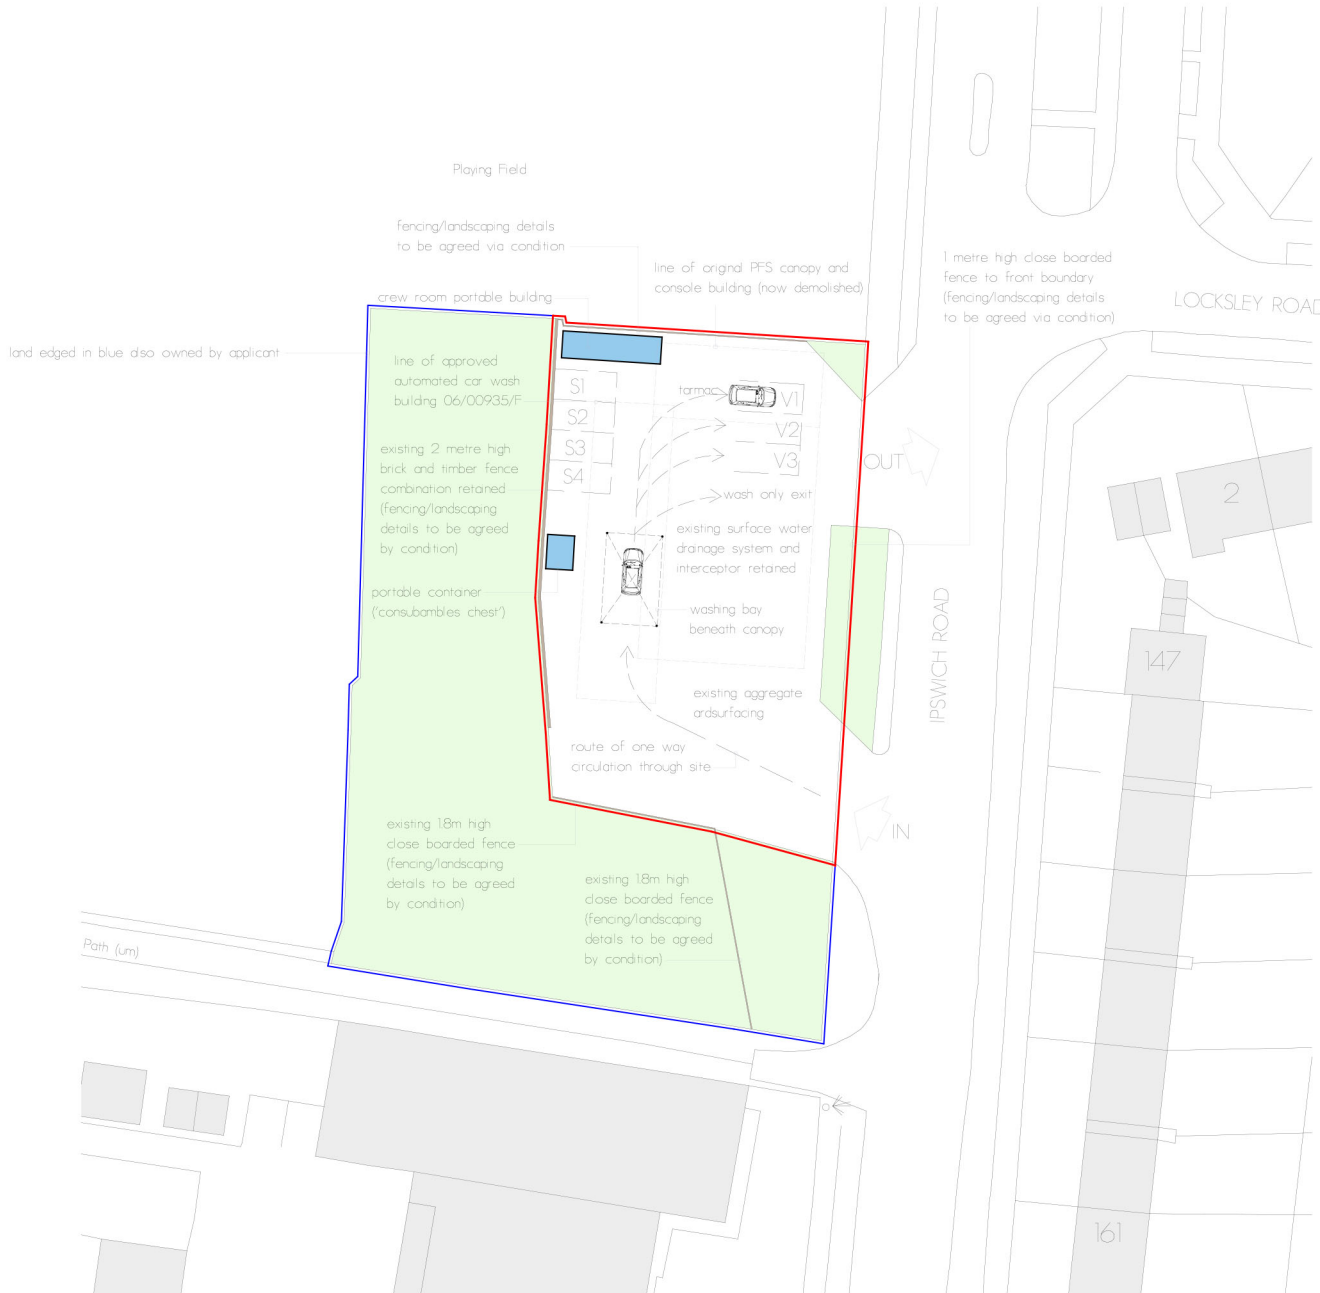 Playing Field
fencing/landscaping details
to be agreed via condition
line of original PFS canopy and
console building (now demolished)
1 metre high close boarded
fence to front boundary
(fencing/landscaping details
to be agreed via condition)
LOCKSLEY ROAD
crew room portable building
land edged in blue also owned by applicant
line of approved
automated car wash
building 06/00935/F
S1
S2
S3
S4
tarmac
V1
V2
V3
OUT
wash only exit
existing 2 metre high
brick and timber fence
combination retained
(fencing/landscaping
details to be agreed
by condition)
existing surface water
drainage system and
interceptor retained
2
portable container
('consubambles chest')
washing bay
beneath canopy
IPSWICH ROAD
147
existing aggregate
ardsurfacing
route of one way
circulation through site
IN
existing 1.8m high
close boarded fence
(fencing/landscaping
details to be agreed
by condition)
existing 1.8m high
close boarded fence
(fencing/landscaping
details to be agreed
by condition)
Path (um)
161